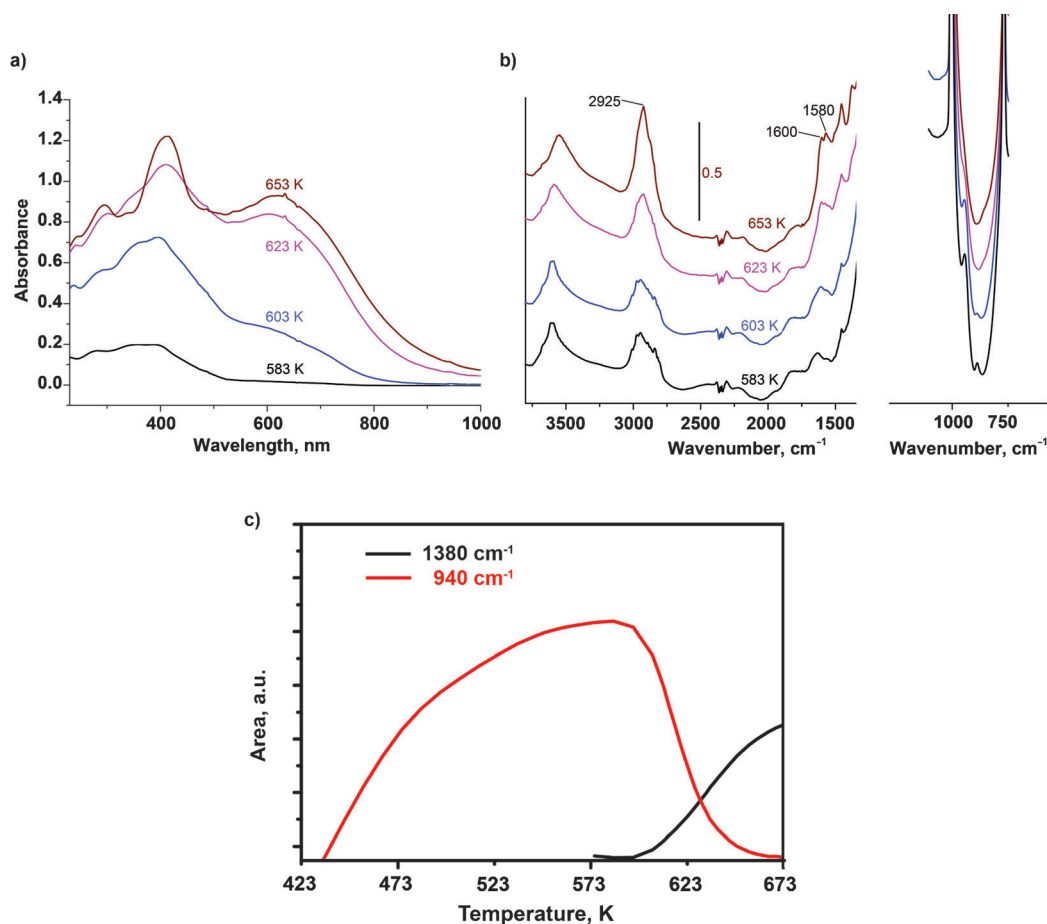 a)
1.4
1.2
1.0
0.8
0.6
0.4
0.2
0.0
Absorbance
653 K
623 K
603 K
583 K
400 600 800 1000
Wavelength, nm
b)
2925
1580
1600
0.5
653 K
623 K
603 K
583 K
3500 3000 2500 2000 1500
Wavenumber, cm-1
1000 750
Wavenumber, cm-1
c)
1380 cm-1
940 cm-1
Area, a.u.
423 473 523 573 623 673
Temperature, K